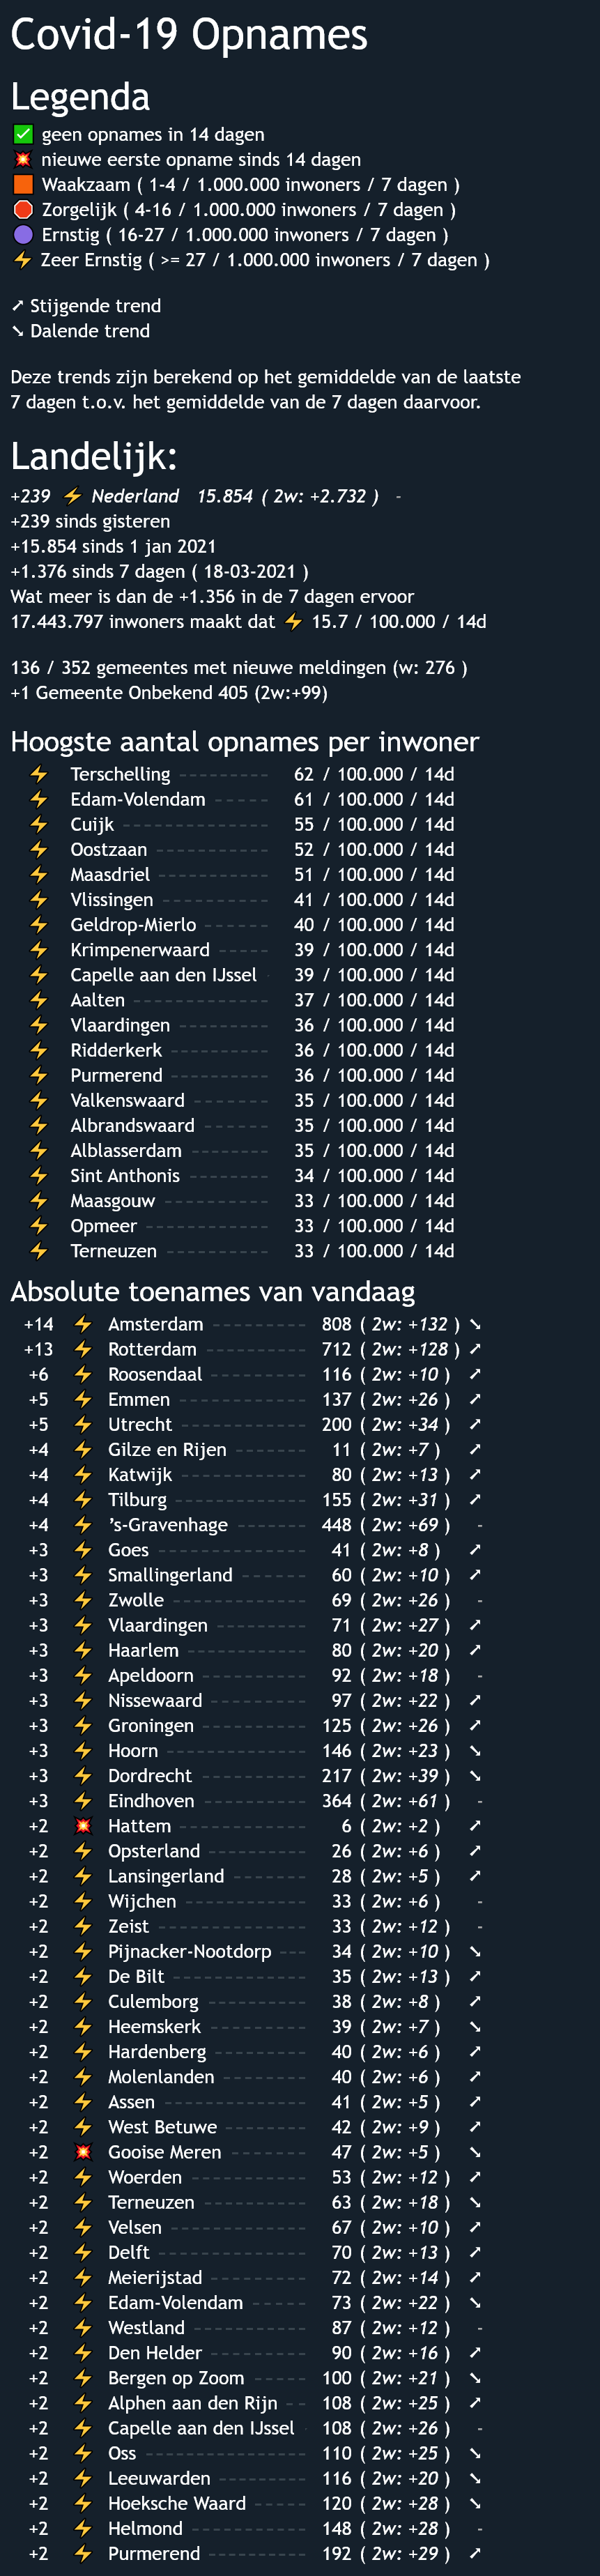 Covid-19 Opnames
Legenda
✅ geen opnames in 14 dagen
💥 nieuwe eerste opname sinds 14 dagen
🟧 Waakzaam ( 1-4 / 1.000.000 inwoners / 7 dagen )
🛑 Zorgelijk ( 4-16 / 1.000.000 inwoners / 7 dagen )
🟣 Ernstig ( 16-27 / 1.000.000 inwoners / 7 dagen )
⚡ Zeer Ernstig ( >= 27 / 1.000.000 inwoners / 7 dagen )
➚ Stijgende trend
➘ Dalende trend
Deze trends zijn berekend op het gemiddelde van de laatste
7 dagen t.o.v. het gemiddelde van de 7 dagen daarvoor.
Landelijk:
+239 ⚡ Nederland 15.854 ( 2w: +2.732 ) -
+239 sinds gisteren
+15.854 sinds 1 jan 2021
+1.376 sinds 7 dagen ( 18-03-2021 )
Wat meer is dan de +1.356 in de 7 dagen ervoor
17.443.797 inwoners maakt dat ⚡ 15.7 / 100.000 / 14d
136 / 352 gemeentes met nieuwe meldingen (w: 276 )
+1 Gemeente Onbekend 405 (2w:+99)
Hoogste aantal opnames per inwoner
⚡ Terschelling 62 / 100.000 / 14d
⚡ Edam-Volendam 61 / 100.000 / 14d
⚡ Cuijk 55 / 100.000 / 14d
⚡ Oostzaan 52 / 100.000 / 14d
⚡ Maasdriel 51 / 100.000 / 14d
⚡ Vlissingen 41 / 100.000 / 14d
⚡ Geldrop-Mierlo 40 / 100.000 / 14d
⚡ Krimpenerwaard 39 / 100.000 / 14d
⚡ Capelle aan den IJssel 39 / 100.000 / 14d
⚡ Aalten 37 / 100.000 / 14d
⚡ Vlaardingen 36 / 100.000 / 14d
⚡ Ridderkerk 36 / 100.000 / 14d
⚡ Purmerend 36 / 100.000 / 14d
⚡ Valkenswaard 35 / 100.000 / 14d
⚡ Albrandswaard 35 / 100.000 / 14d
⚡ Alblasserdam 35 / 100.000 / 14d
⚡ Sint Anthonis 34 / 100.000 / 14d
⚡ Maasgouw 33 / 100.000 / 14d
⚡ Opmeer 33 / 100.000 / 14d
⚡ Terneuzen 33 / 100.000 / 14d
Absolute toenames van vandaag
+14 ⚡ Amsterdam 808 ( 2w: +132 ) ➘
+13 ⚡ Rotterdam 712 ( 2w: +128 ) ➚
+6 ⚡ Roosendaal 116 ( 2w: +10 ) ➚
+5 ⚡ Emmen 137 ( 2w: +26 ) ➚
+5 ⚡ Utrecht 200 ( 2w: +34 ) ➚
+4 ⚡ Gilze en Rijen 11 ( 2w: +7 ) ➚
+4 ⚡ Katwijk 80 ( 2w: +13 ) ➚
+4 ⚡ Tilburg 155 ( 2w: +31 ) ➚
+4 ⚡ ’s-Gravenhage 448 ( 2w: +69 ) -
+3 ⚡ Goes 41 ( 2w: +8 ) ➚
+3 ⚡ Smallingerland 60 ( 2w: +10 ) ➚
+3 ⚡ Zwolle 69 ( 2w: +26 ) -
+3 ⚡ Vlaardingen 71 ( 2w: +27 ) ➚
+3 ⚡ Haarlem 80 ( 2w: +20 ) ➚
+3 ⚡ Apeldoorn 92 ( 2w: +18 ) -
+3 ⚡ Nissewaard 97 ( 2w: +22 ) ➚
+3 ⚡ Groningen 125 ( 2w: +26 ) ➚
+3 ⚡ Hoorn 146 ( 2w: +23 ) ➘
+3 ⚡ Dordrecht 217 ( 2w: +39 ) ➘
+3 ⚡ Eindhoven 364 ( 2w: +61 ) -
+2 💥 Hattem 6 ( 2w: +2 ) ➚
+2 ⚡ Opsterland 26 ( 2w: +6 ) ➚
+2 ⚡ Lansingerland 28 ( 2w: +5 ) ➚
+2 ⚡ Wijchen 33 ( 2w: +6 ) -
+2 ⚡ Zeist 33 ( 2w: +12 ) -
+2 ⚡ Pijnacker-Nootdorp 34 ( 2w: +10 ) ➘
+2 ⚡ De Bilt 35 ( 2w: +13 ) ➚
+2 ⚡ Culemborg 38 ( 2w: +8 ) ➚
+2 ⚡ Heemskerk 39 ( 2w: +7 ) ➘
+2 ⚡ Hardenberg 40 ( 2w: +6 ) ➚
+2 ⚡ Molenlanden 40 ( 2w: +6 ) ➚
+2 ⚡ Assen 41 ( 2w: +5 ) ➚
+2 ⚡ West Betuwe 42 ( 2w: +9 ) ➚
+2 💥 Gooise Meren 47 ( 2w: +5 ) ➘
+2 ⚡ Woerden 53 ( 2w: +12 ) ➚
+2 ⚡ Terneuzen 63 ( 2w: +18 ) ➘
+2 ⚡ Velsen 67 ( 2w: +10 ) ➚
+2 ⚡ Delft 70 ( 2w: +13 ) ➚
+2 ⚡ Meierijstad 72 ( 2w: +14 ) ➚
+2 ⚡ Edam-Volendam 73 ( 2w: +22 ) ➘
+2 ⚡ Westland 87 ( 2w: +12 ) -
+2 ⚡ Den Helder 90 ( 2w: +16 ) ➚
+2 ⚡ Bergen op Zoom 100 ( 2w: +21 ) ➘
+2 ⚡ Alphen aan den Rijn 108 ( 2w: +25 ) ➚
+2 ⚡ Capelle aan den IJssel 108 ( 2w: +26 ) -
+2 ⚡ Oss 110 ( 2w: +25 ) ➘
+2 ⚡ Leeuwarden 116 ( 2w: +20 ) ➘
+2 ⚡ Hoeksche Waard 120 ( 2w: +28 ) ➘
+2 ⚡ Helmond 148 ( 2w: +28 ) -
+2 ⚡ Purmerend 192 ( 2w: +29 ) ➚